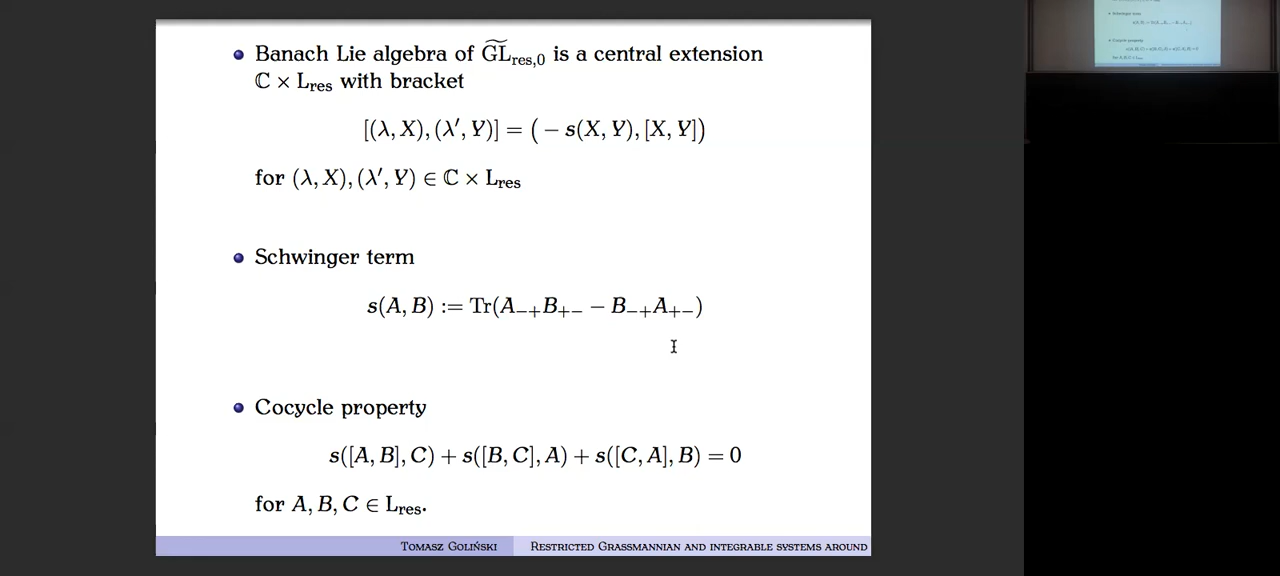 Banach Lie algebra of G̃L̃_res,0 is a central extension
ℂ × L_res with bracket
[(λ, X), (λ′, Y)] = ( − s(X, Y), [X, Y])
for (λ, X), (λ′, Y) ∈ ℂ × L_res
Schwinger term
s(A, B) := Tr(A_−+B_+− − B_−+A_+−)
Cocycle property
s([A, B], C) + s([B, C], A) + s([C, A], B) = 0
for A, B, C ∈ L_res.
Tomasz Goliński Restricted Grassmannian and integrable systems around